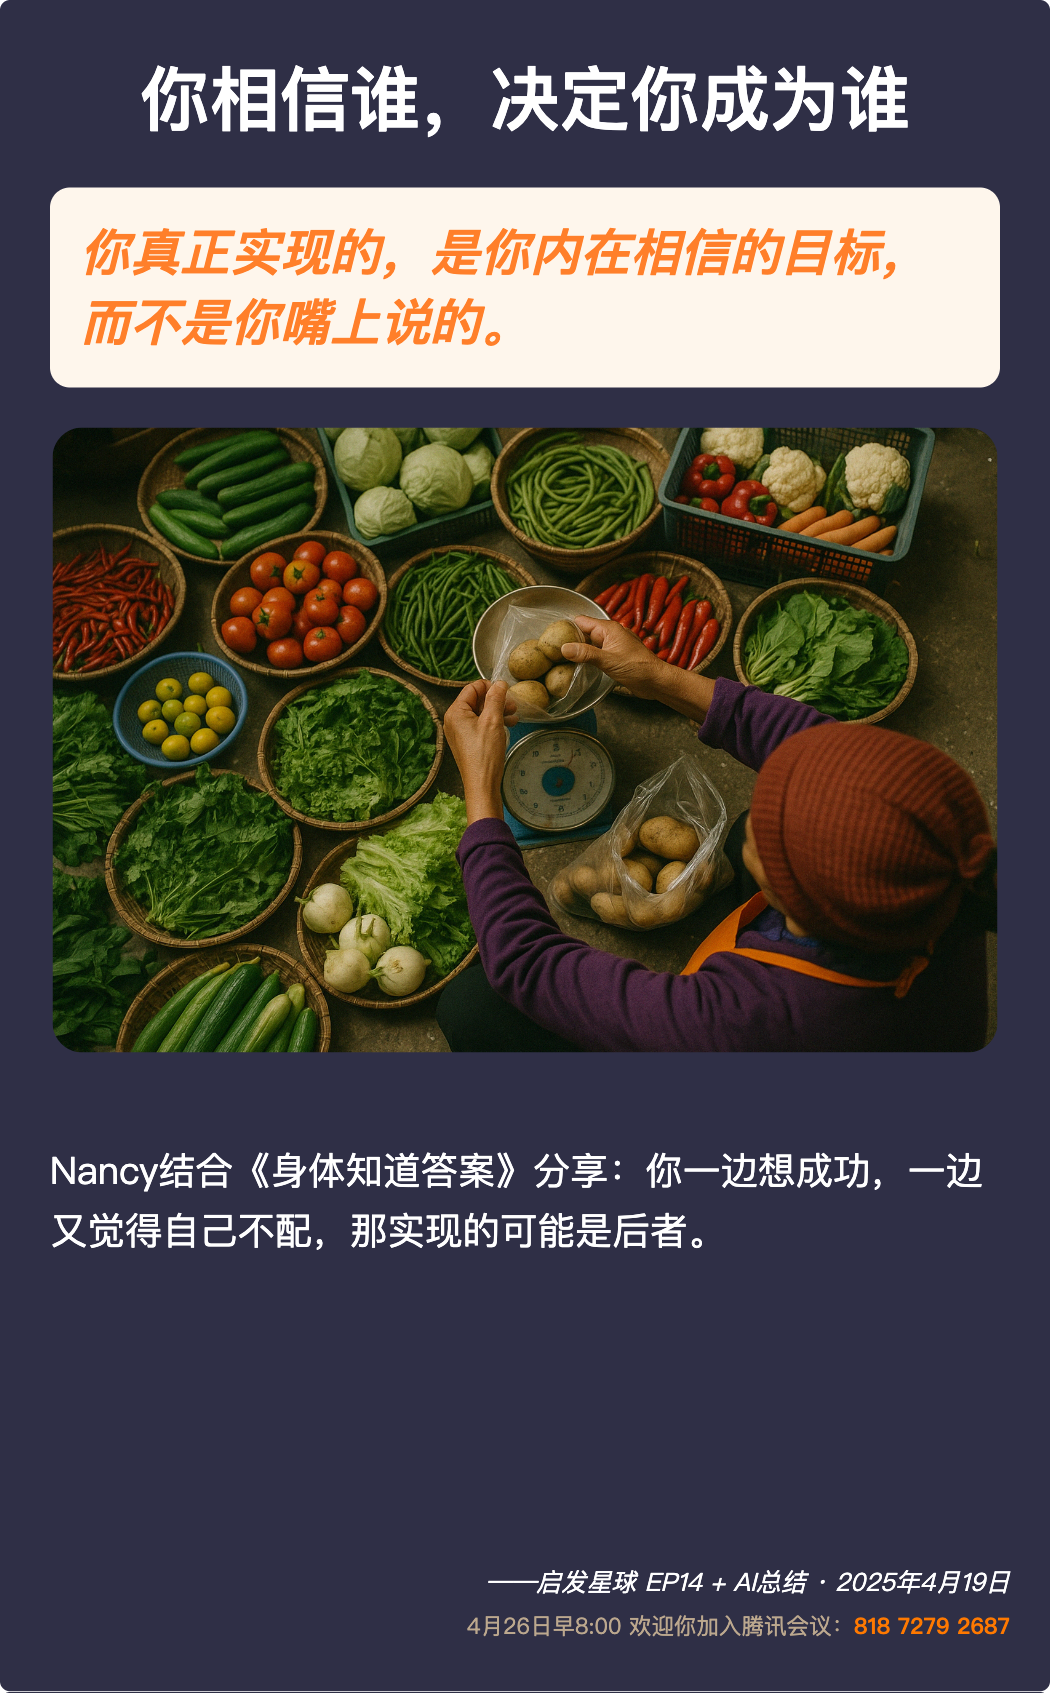 你相信谁，决定你成为谁
你真正实现的，是你内在相信的目标，
而不是你嘴上说的。
Nancy结合《身体知道答案》分享：你一边想成功，一边
又觉得自己不配，那实现的可能是后者。
——启发星球 EP14 + AI总结 · 2025年4月19日
4月26日早8:00 欢迎你加入腾讯会议：818 7279 2687